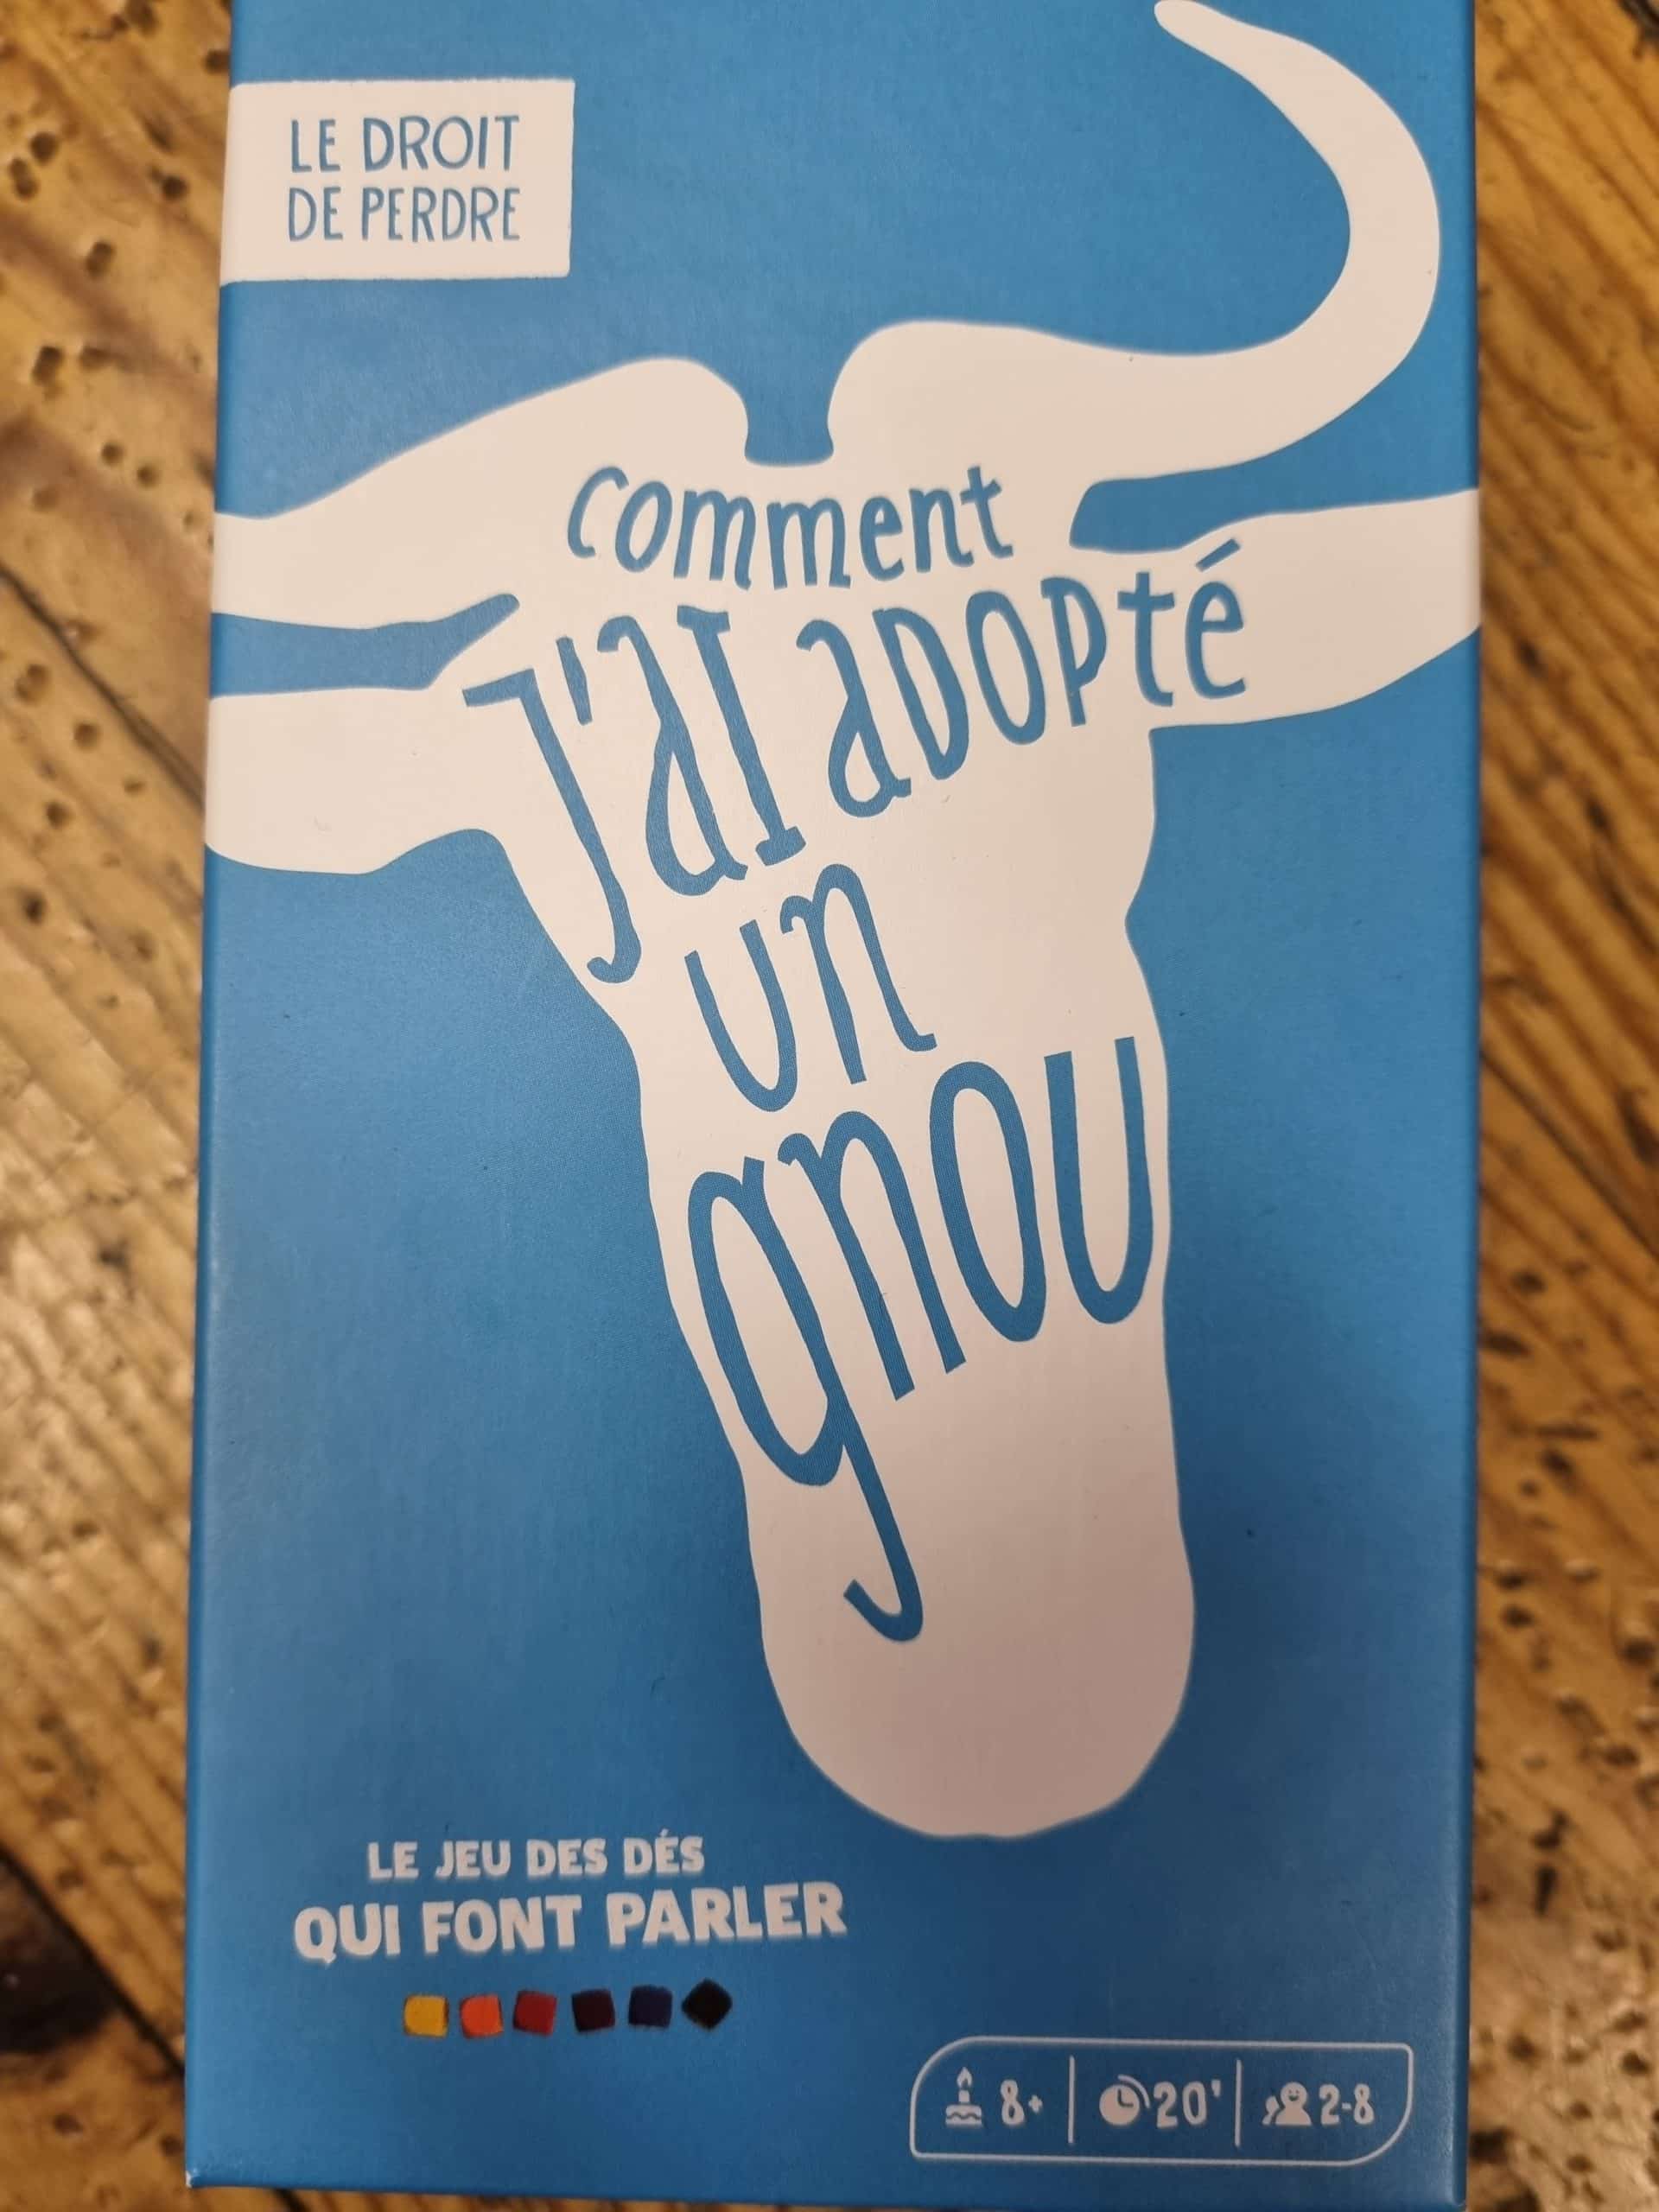 LE DROIT
DE PERDRE
comment
J'AI ADOPté
un
gnou
LE JEU DES DÉS
QUI FONT PARLER
8+
20'
2-8